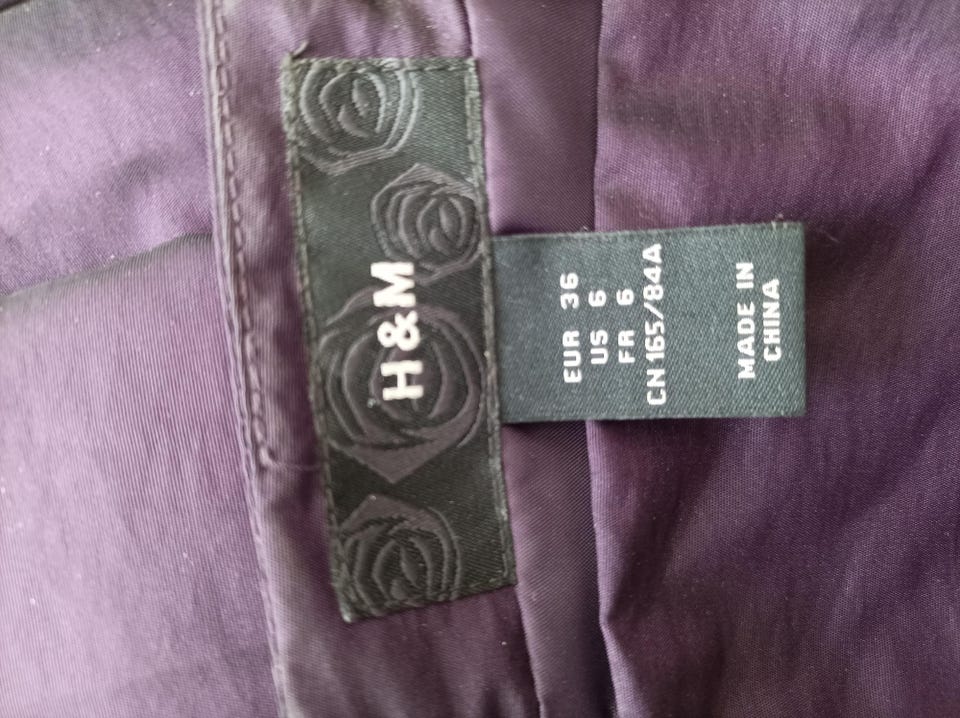 H&M
EUR 36
US 6
FR 6
CN 165/84A
MADE IN
CHINA